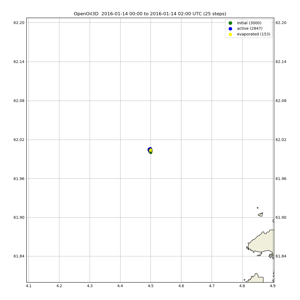 OpenOil3D 2016-01-14 00:00 to 2016-01-14 02:00 UTC (25 steps)
initial (3000)
active (2847)
evaporated (153)
62.20 62.20
62.14 62.14
62.08 62.08
62.02 62.02
61.96 61.96
61.90 61.90
61.84 61.84
4.1 4.2 4.3 4.4 4.5 4.6 4.7 4.8 4.9